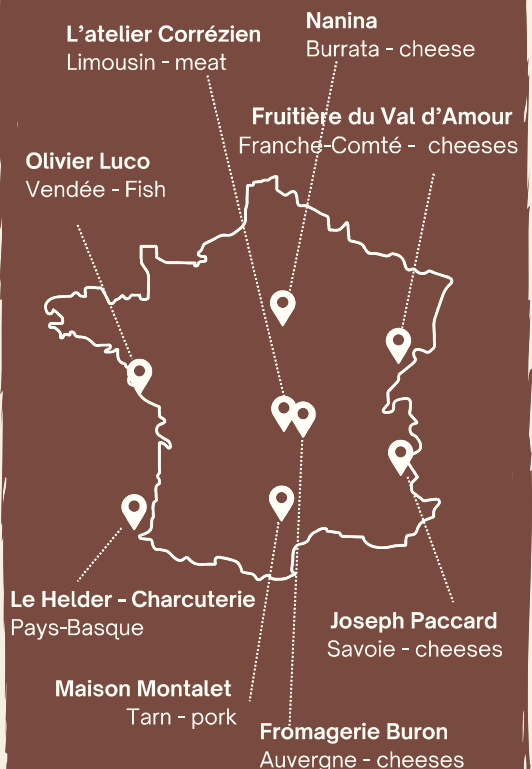 L'atelier Corrézien
Limousin - meat
Nanina
Burrata - cheese
Fruitière du Val d'Amour
Franche-Comté - cheeses
Olivier Luco
Vendée - Fish
Le Helder - Charcuterie
Pays-Basque
Joseph Paccard
Savoie - cheeses
Maison Montalet
Tarn - pork
Fromagerie Buron
Auvergne - cheeses